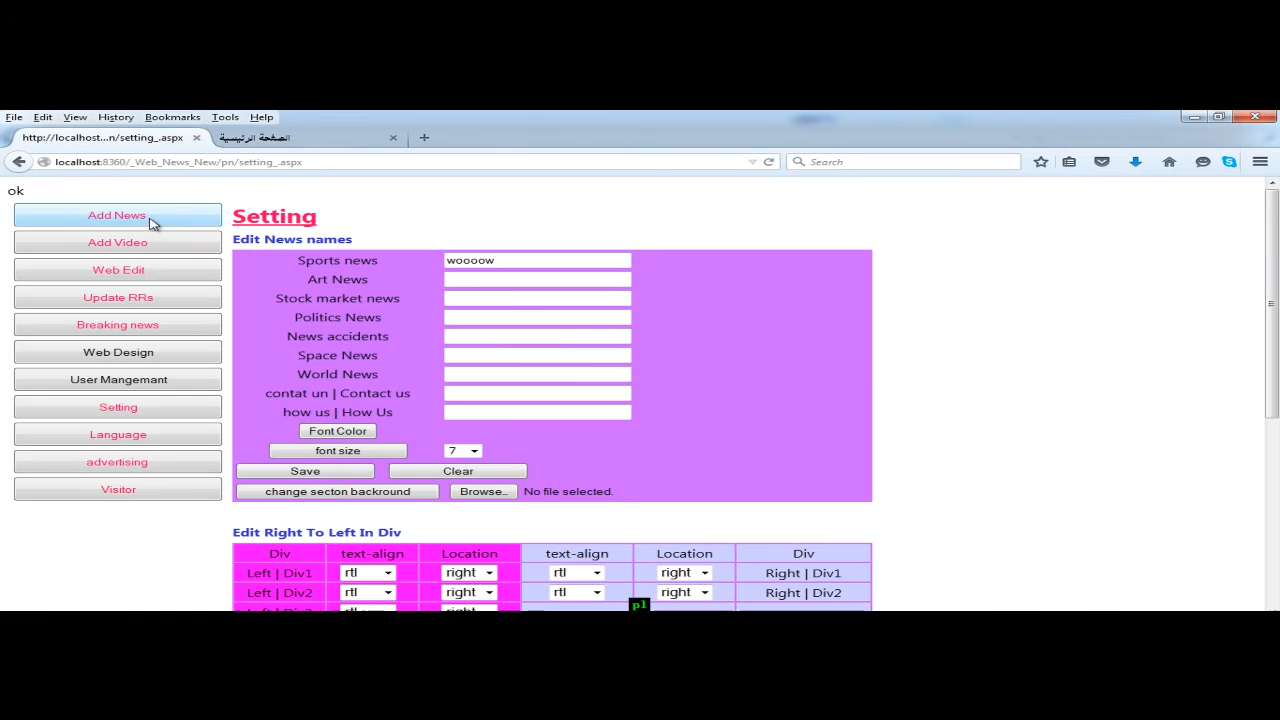 File Edit View History Bookmarks Tools Help
http://localhost...n/setting_.aspx × الصفحة الرئيسية × +
localhost:8360/_Web_News_New/pn/setting_.aspx Search
ok
Add News
Add Video
Web Edit
Update RRs
Breaking news
Web Design
User Mangemant
Setting
Language
advertising
Visitor
Setting
Edit News names
Sports news woooow
Art News
Stock market news
Politics News
News accidents
Space News
World News
contat un | Contact us
how us | How Us
Font Color
font size 7
Save Clear
change secton backround Browse.. No file selected.
Edit Right To Left In Div
Div text-align Location text-align Location Div
Left | Div1 rtl right rtl right Right | Div1
Left | Div2 rtl right rtl right Right | Div2
p1